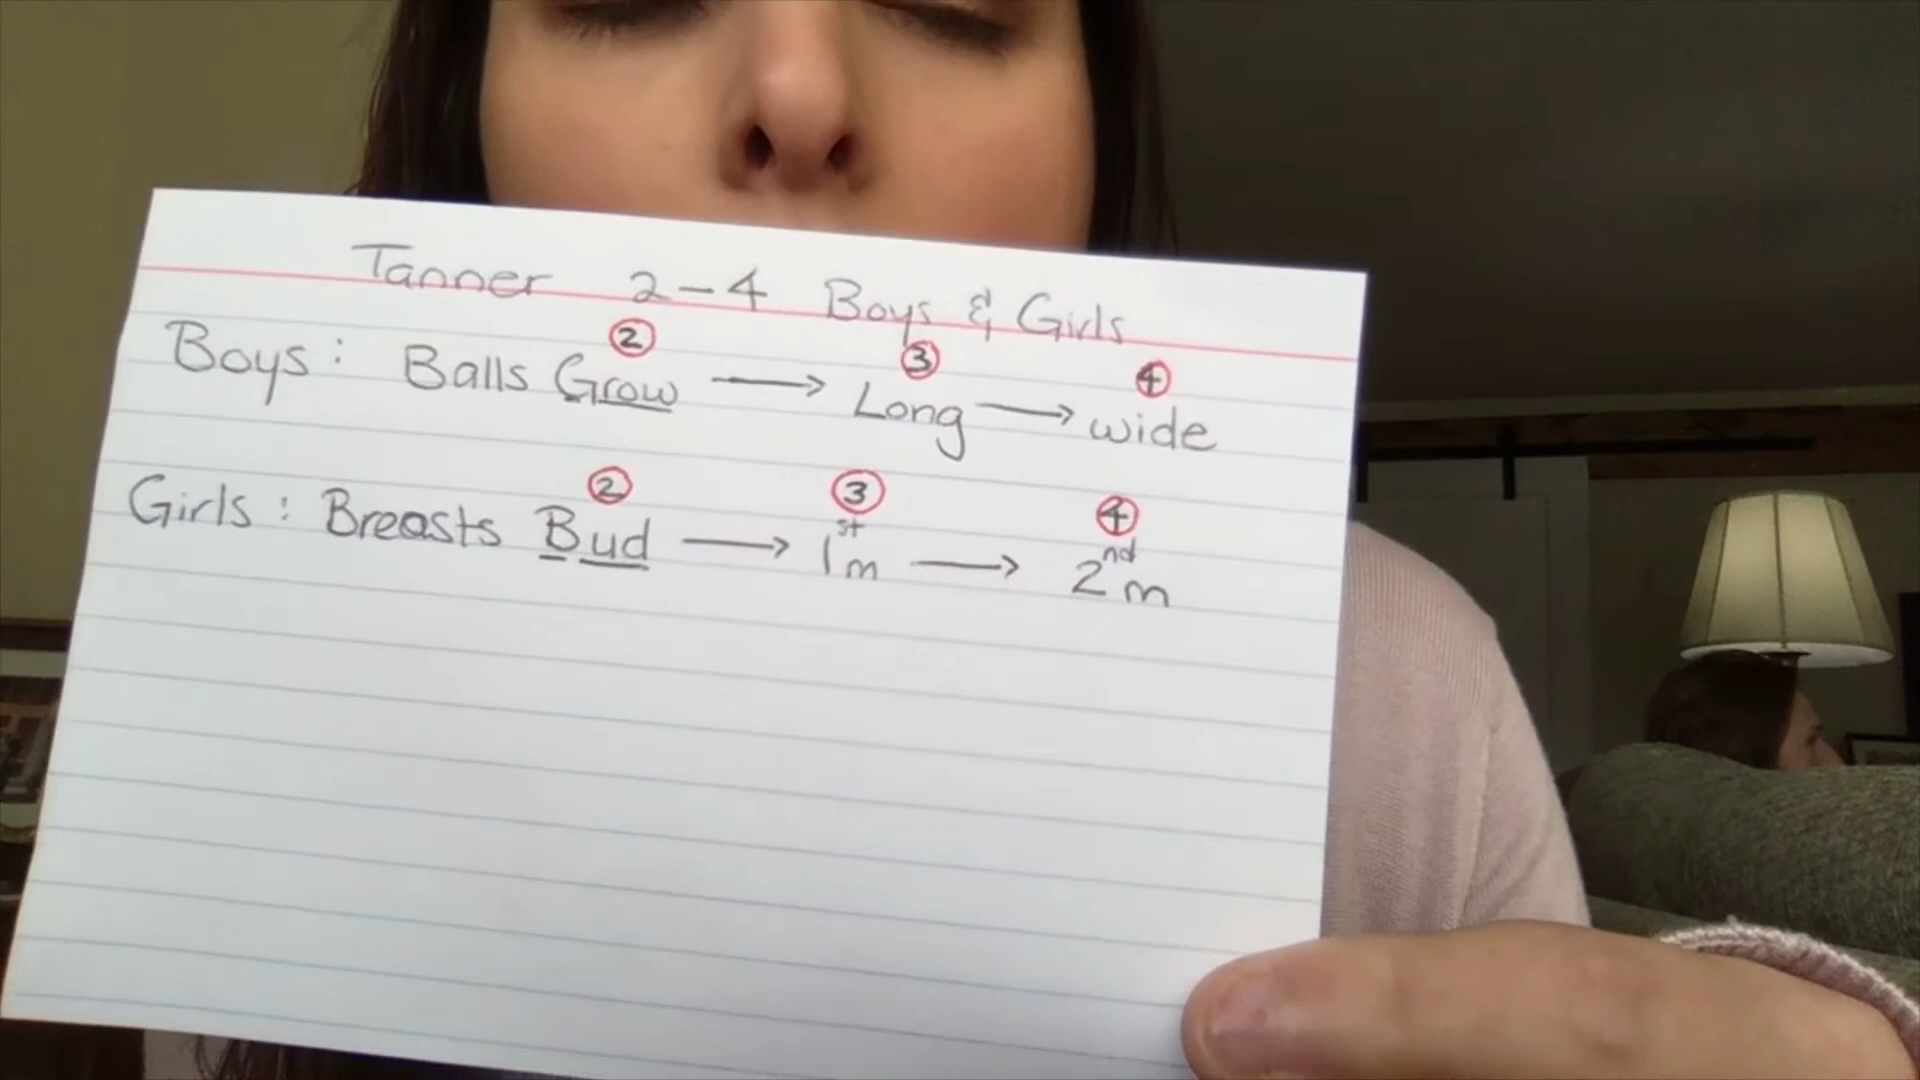 Tanner 2-4 Boys & Girls
Boys: Balls Grow ② → Long ③ → wide ④
Girls: Breasts Bud ② → 1st m ③ → 2nd m ④